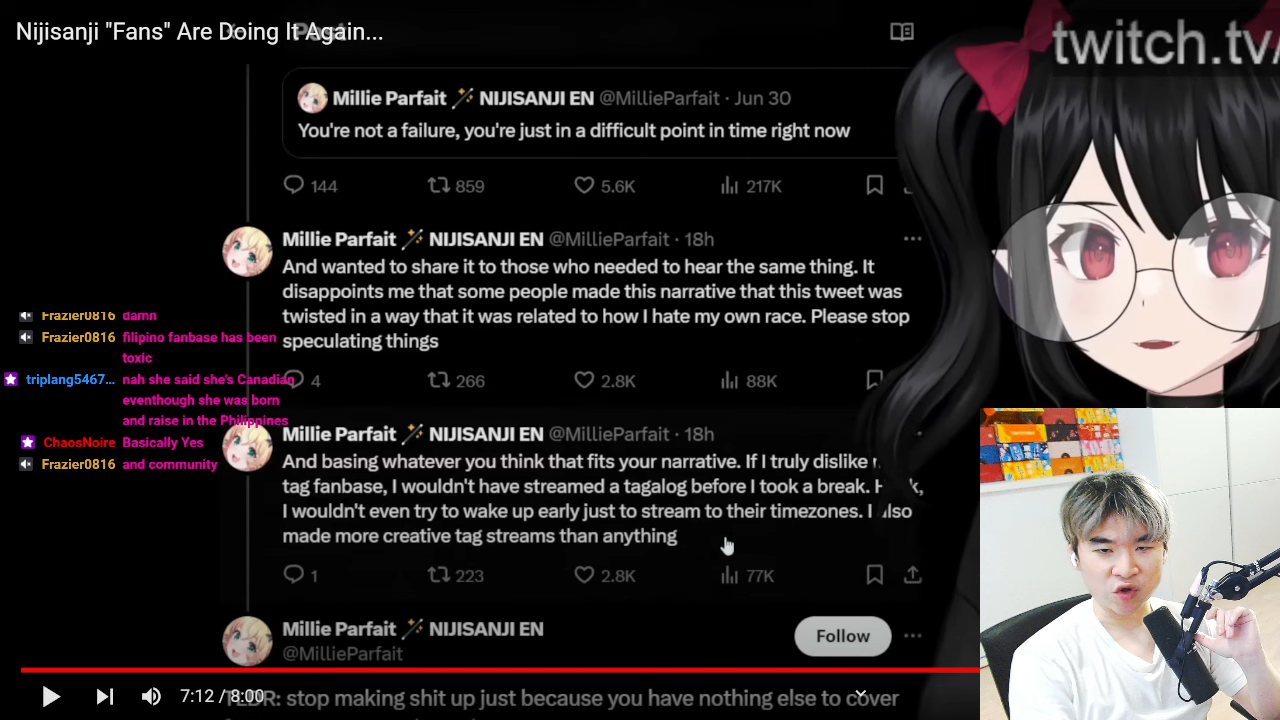 Nijisanji "Fans" Are Doing It Again...
twitch.tv/
Millie Parfait NIJISANJI EN @MillieParfait · Jun 30
You're not a failure, you're just in a difficult point in time right now
144 859 5.6K 217K
Millie Parfait NIJISANJI EN @MillieParfait · 18h
And wanted to share it to those who needed to hear the same thing. It
disappoints me that some people made this narrative that this tweet was
twisted in a way that it was related to how I hate my own race. Please stop
speculating things
4 266 2.8K 88K
Frazier0816 damn
Frazier0816 filipino fanbase has been
toxic
triplang5467... nah she said she's Canadian
eventhough she was born
and raise in the Philippines
ChaosNoire Basically Yes
Frazier0816 and community
Millie Parfait NIJISANJI EN @MillieParfait · 18h
And basing whatever you think that fits your narrative. If I truly dislike
tag fanbase, I wouldn't have streamed a tagalog before I took a break.
I wouldn't even try to wake up early just to stream to their timezones. I also
made more creative tag streams than anything
1 223 2.8K 77K
Millie Parfait NIJISANJI EN
@MillieParfait
Follow
7:12 / 8:00
stop making shit up just because you have nothing else to cover